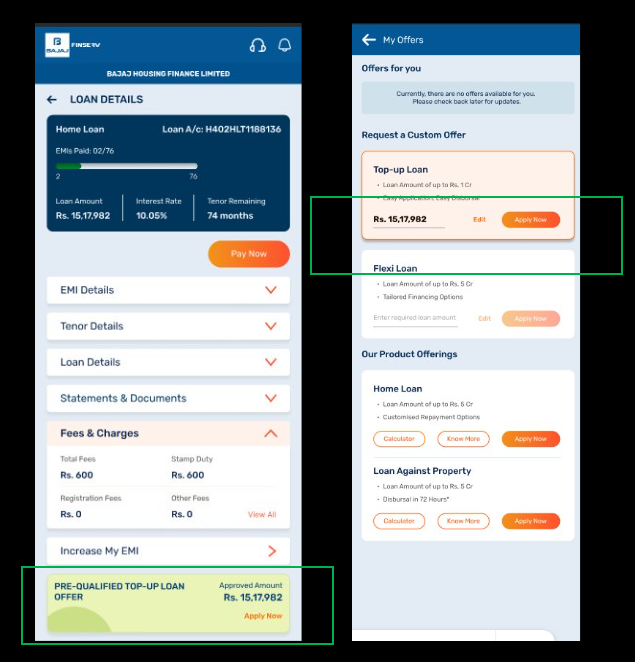 B
BAJAJ
FINSERV
BAJAJ HOUSING FINANCE LIMITED
LOAN DETAILS
Home Loan
Loan A/c: H402HLT1188136
EMIs Paid: 02/76
2
76
Loan Amount
Interest Rate
Tenor Remaining
Rs. 15,17,982
10.05%
74 months
Pay Now
EMI Details
Tenor Details
Loan Details
Statements & Documents
Fees & Charges
Total Fees
Stamp Duty
Rs. 600
Rs. 600
Registration Fees
Other Fees
Rs. 0
Rs. 0
View All
Increase My EMI
PRE-QUALIFIED TOP-UP LOAN
OFFER
Approved Amount
Rs. 15,17,982
Apply Now
My Offers
Offers for you
Currently, there are no offers available for you.
Please check back later for updates.
Request a Custom Offer
Top-up Loan
• Loan Amount of up to Rs. 1 Cr
• Easy Application, Easy Disbursal
Rs. 15,17,982
Edit
Apply Now
Flexi Loan
• Loan Amount of up to Rs. 5 Cr
• Tailored Financing Options
Enter required loan amount
Edit
Apply Now
Our Product Offerings
Home Loan
• Loan Amount of up to Rs. 5 Cr
• Customised Repayment Options
Calculator
Know More
Apply Now
Loan Against Property
• Loan Amount of up to Rs. 5 Cr
• Disbursal in 72 Hours*
Calculator
Know More
Apply Now